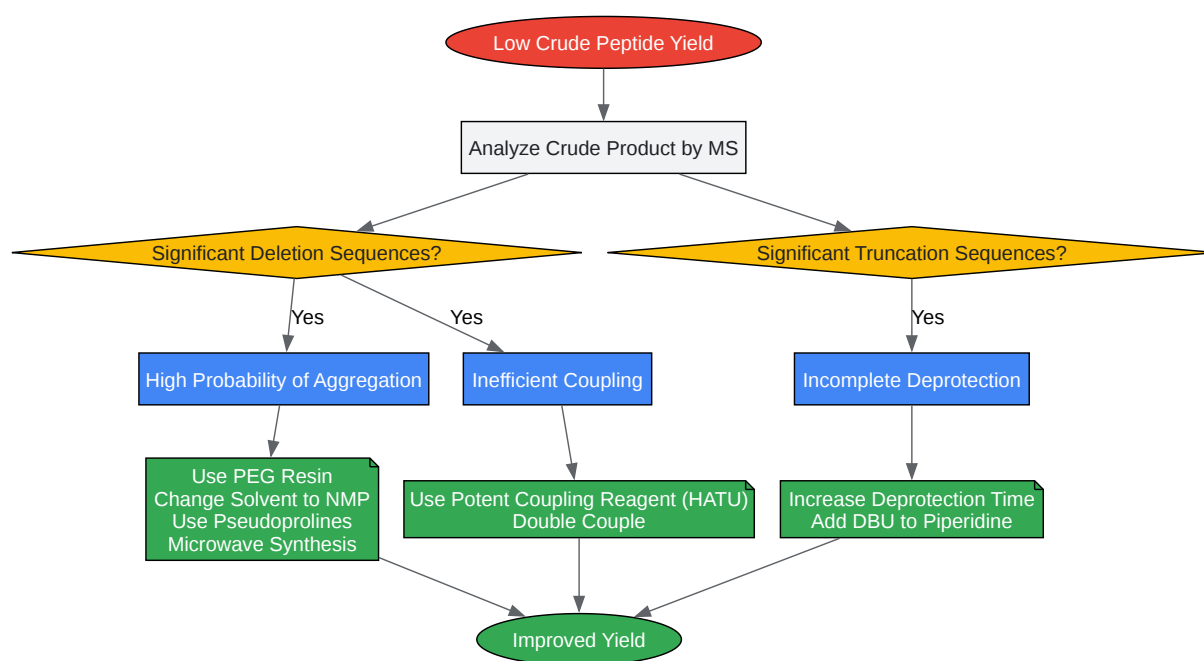 Low Crude Peptide Yield
Analyze Crude Product by MS
Significant Deletion Sequences?
Significant Truncation Sequences?
Yes
Yes
Yes
High Probability of Aggregation
Inefficient Coupling
Incomplete Deprotection
Use PEG Resin
Change Solvent to NMP
Use Pseudoprolines
Microwave Synthesis
Use Potent Coupling Reagent (HATU)
Double Couple
Increase Deprotection Time
Add DBU to Piperidine
Improved Yield